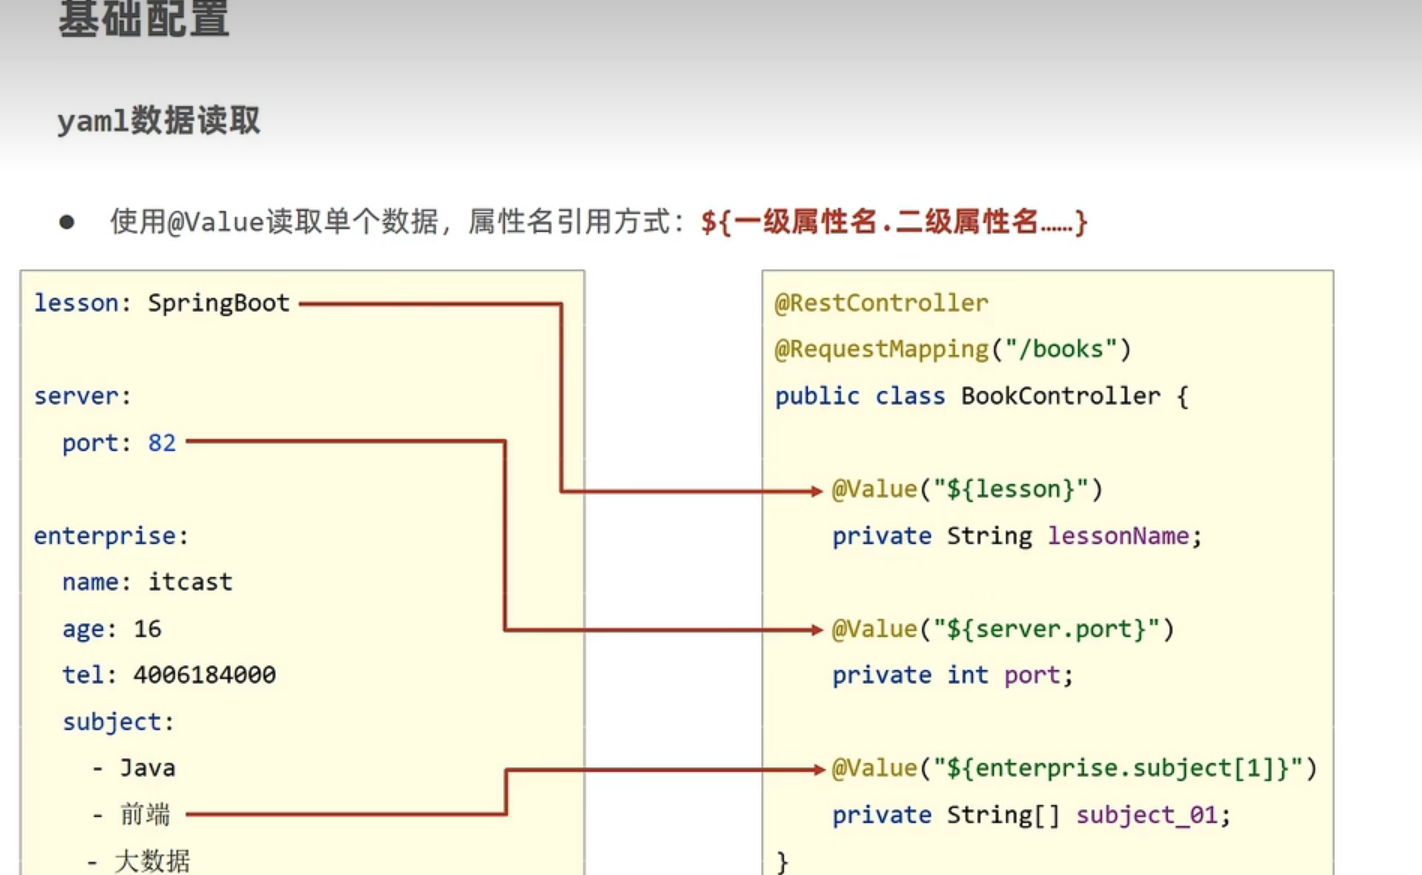 基础配置
yaml数据读取
● 使用@Value读取单个数据，属性名引用方式：${一级属性名.二级属性名……}
lesson: SpringBoot
server:
  port: 82
enterprise:
  name: itcast
  age: 16
  tel: 4006184000
  subject:
    - Java
    - 前端
    - 大数据
@RestController
@RequestMapping("/books")
public class BookController {
    @Value("${lesson}")
    private String lessonName;
    @Value("${server.port}")
    private int port;
    @Value("${enterprise.subject[1]}")
    private String[] subject_01;
}